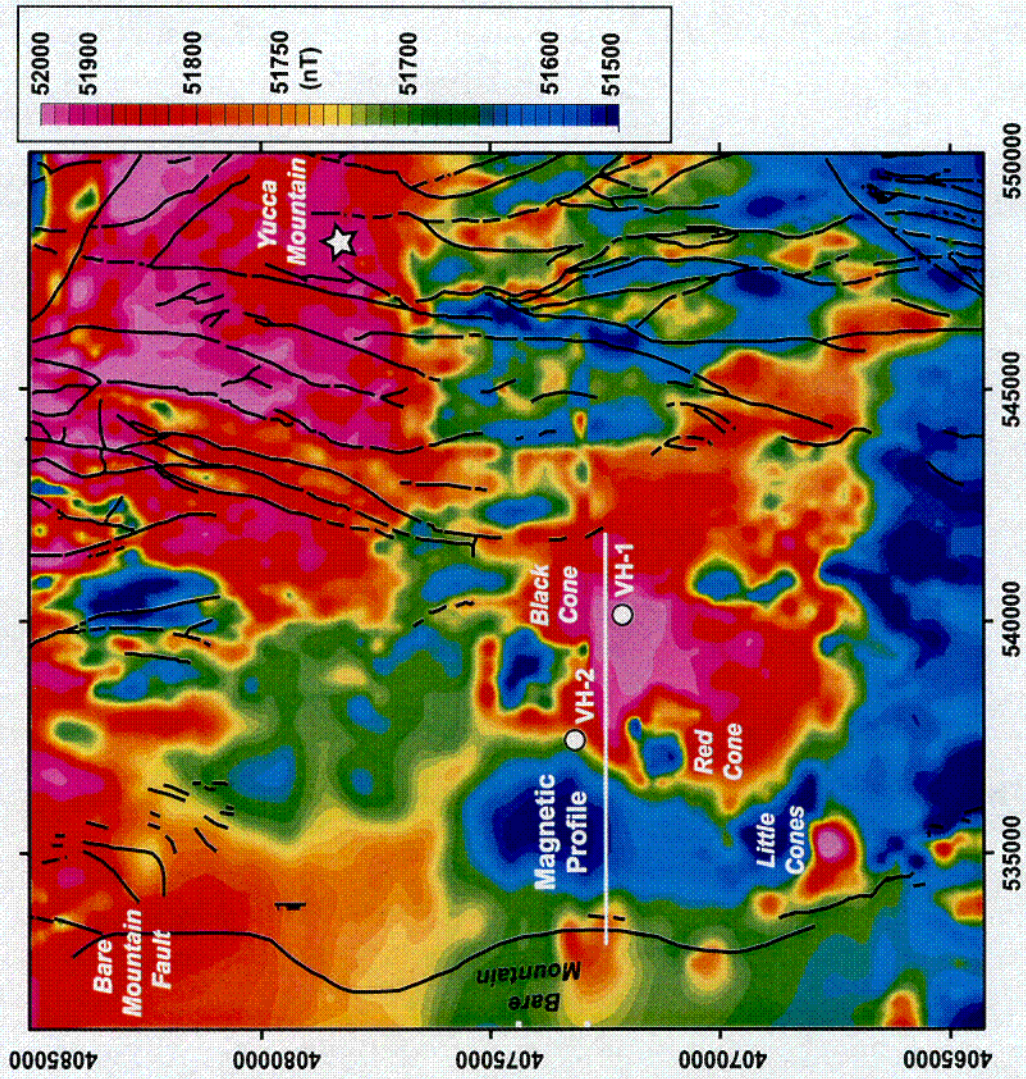 52000
51900
51800
51750
(nT)
51700
51600
51500
Yucca
Mountain
Black
Cone
VH-1
VH-2
Magnetic
Profile
Red
Cone
Little
Cones
Bare
Mountain
Fault
Bare
Mountain
4085000
4080000
4075000
4070000
4065000
535000
540000
545000
550000